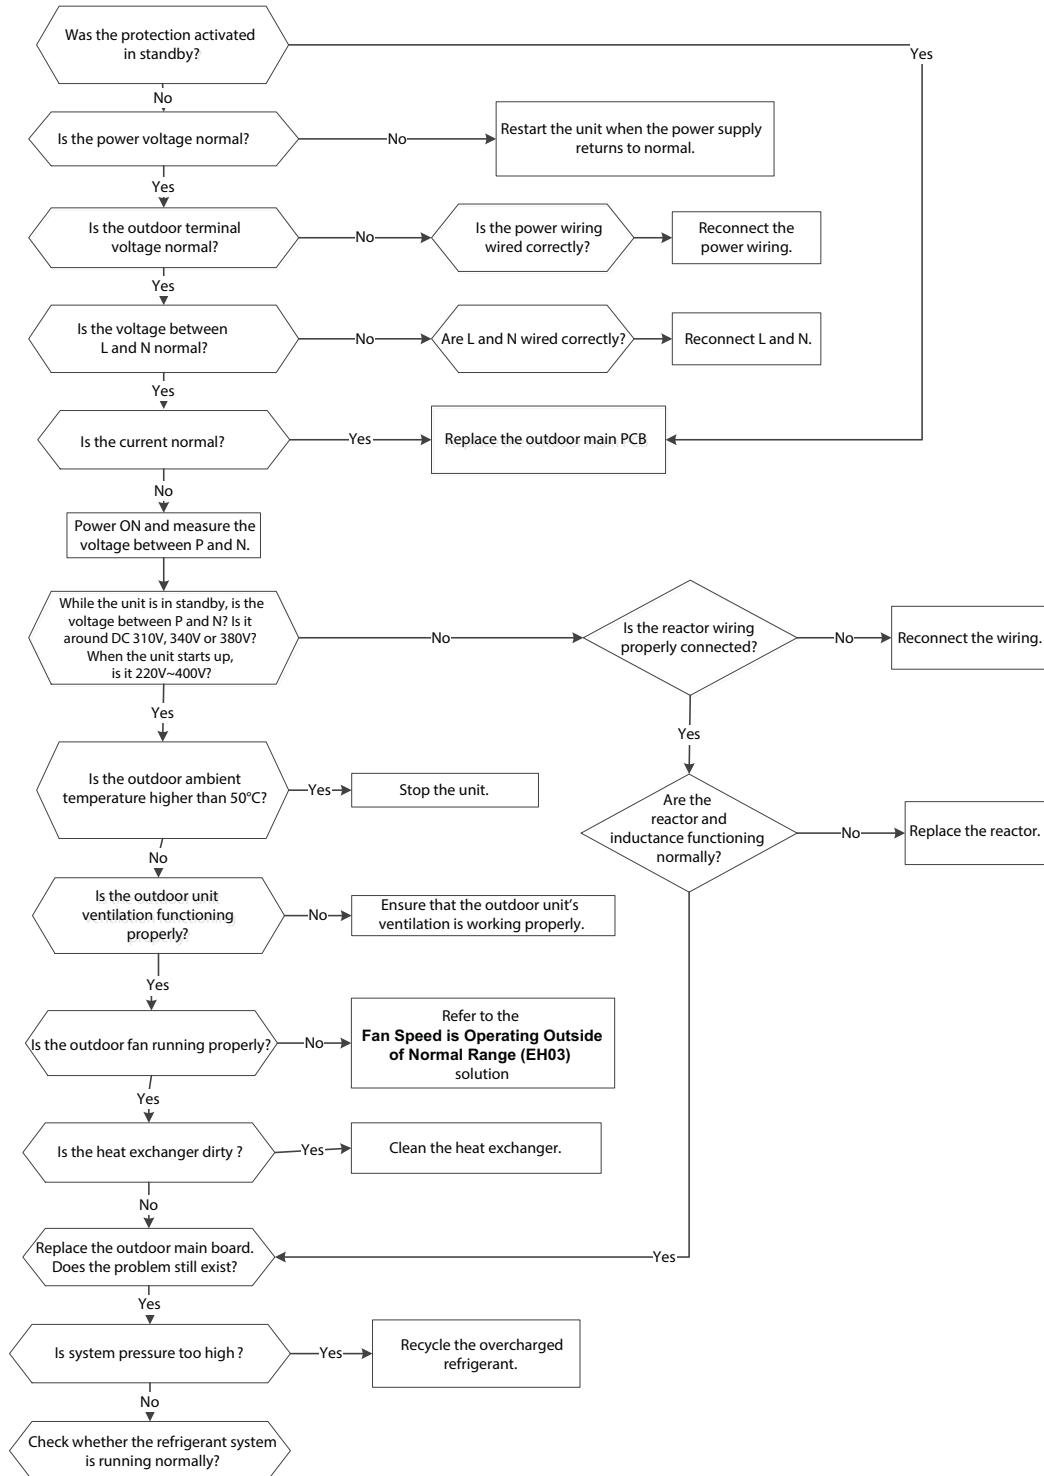 Was the protection activated
in standby?
Yes
No
Is the power voltage normal?
No
Restart the unit when the power supply
returns to normal.
Yes
Is the outdoor terminal
voltage normal?
No
Is the power wiring
wired correctly?
Reconnect the
power wiring.
Yes
Is the voltage between
L and N normal?
No
Are L and N wired correctly?
Reconnect L and N.
Yes
Is the current normal?
Yes
Replace the outdoor main PCB
No
Power ON and measure the
voltage between P and N.
While the unit is in standby, is the
voltage between P and N? Is it
around DC 310V, 340V or 380V?
When the unit starts up,
is it 220V~400V?
No
Is the reactor wiring
properly connected?
No
Reconnect the wiring.
Yes
Yes
Is the outdoor ambient
temperature higher than 50°C?
Yes
Stop the unit.
Are the
reactor and
inductance functioning
normally?
No
Replace the reactor.
No
Is the outdoor unit
ventilation functioning
properly?
No
Ensure that the outdoor unit's
ventilation is working properly.
Yes
Is the outdoor fan running properly?
No
Refer to the
Fan Speed is Operating Outside
of Normal Range (EH03)
solution
Yes
Is the heat exchanger dirty ?
Yes
Clean the heat exchanger.
No
Replace the outdoor main board.
Does the problem still exist?
Yes
Yes
Is system pressure too high ?
Yes
Recycle the overcharged
refrigerant.
No
Check whether the refrigerant system
is running normally?